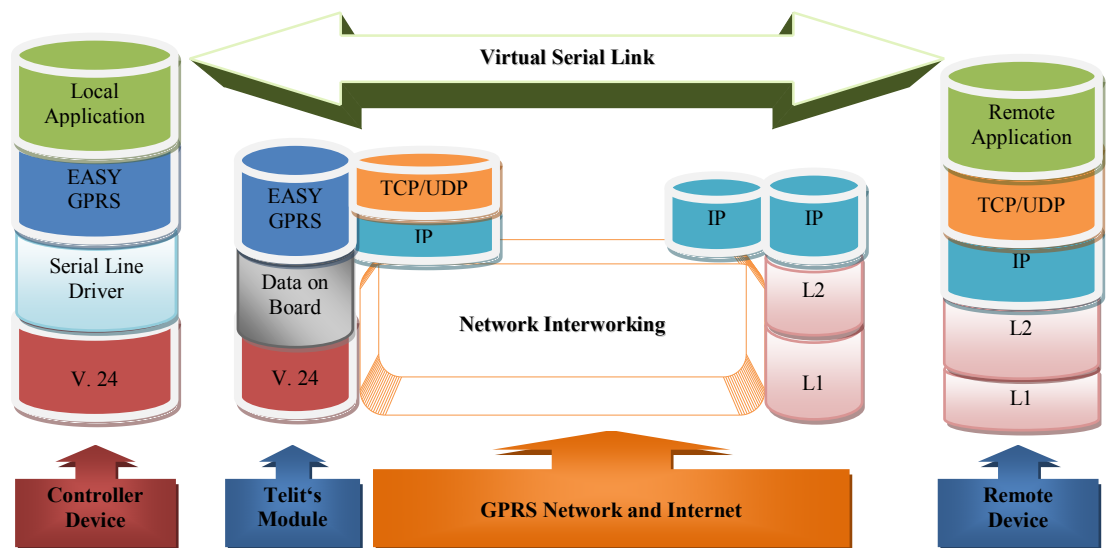 Virtual Serial Link
Local
Application
EASY
GPRS
Serial Line
Driver
V. 24
EASY
GPRS
Data on
Board
V. 24
TCP/UDP
IP
Network Interworking
IP
IP
L2
L1
Remote
Application
TCP/UDP
IP
L2
L1
Controller
Device
Telit‘s
Module
GPRS Network and Internet
Remote
Device